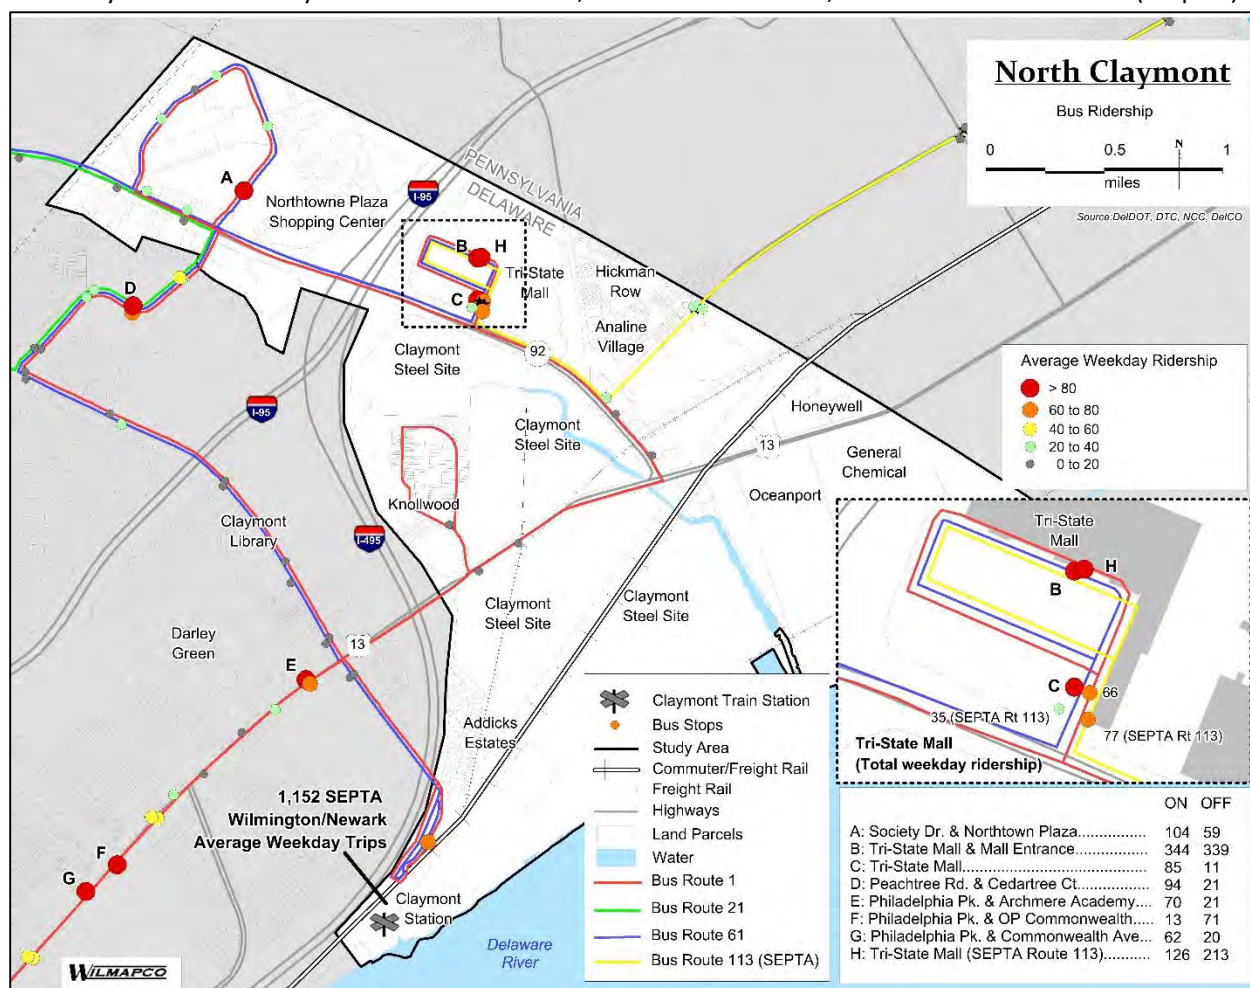 North Claymont
Bus Ridership
0 0.5 1
N
miles
Source:DelDOT, DTC, NCC, DelCO
PENNSYLVANIA
DELAWARE
I-95
A
Northtowne Plaza
Shopping Center
B H
Tri-State
Mall
C
Hickman
Row
Analine
Village
D
92
Claymont
Steel Site
I-95
Average Weekday Ridership
> 80
60 to 80
40 to 60
20 to 40
0 to 20
Honeywell
Claymont
Steel Site
13
General
Chemical
Oceanport
Knollwood
Claymont
Library
I-495
Claymont
Steel Site
Claymont
Steel Site
Darley
Green
13
E
Addicks
Estates
1,152 SEPTA
Wilmington/Newark
Average Weekday Trips
F
G
Claymont
Station
Delaware
River
WILMAPCO
Claymont Train Station
Bus Stops
Study Area
Commuter/Freight Rail
Freight Rail
Highways
Land Parcels
Water
Bus Route 1
Bus Route 21
Bus Route 61
Bus Route 113 (SEPTA)
Tri-State
Mall
H
B
C
66
35 (SEPTA Rt 113)
77 (SEPTA Rt 113)
Tri-State Mall
(Total weekday ridership)
ON OFF
A: Society Dr. & Northtown Plaza................ 104 59
B: Tri-State Mall & Mall Entrance................ 344 339
C: Tri-State Mall........................................ 85 11
D: Peachtree Rd. & Cedartree Ct............... 94 21
E: Philadelphia Pk. & Archmere Academy.... 70 21
F: Philadelphia Pk. & OP Commonwealth..... 13 71
G: Philadelphia Pk. & Commonwealth Ave... 62 20
H: Tri-State Mall (SEPTA Route 113)........... 126 213